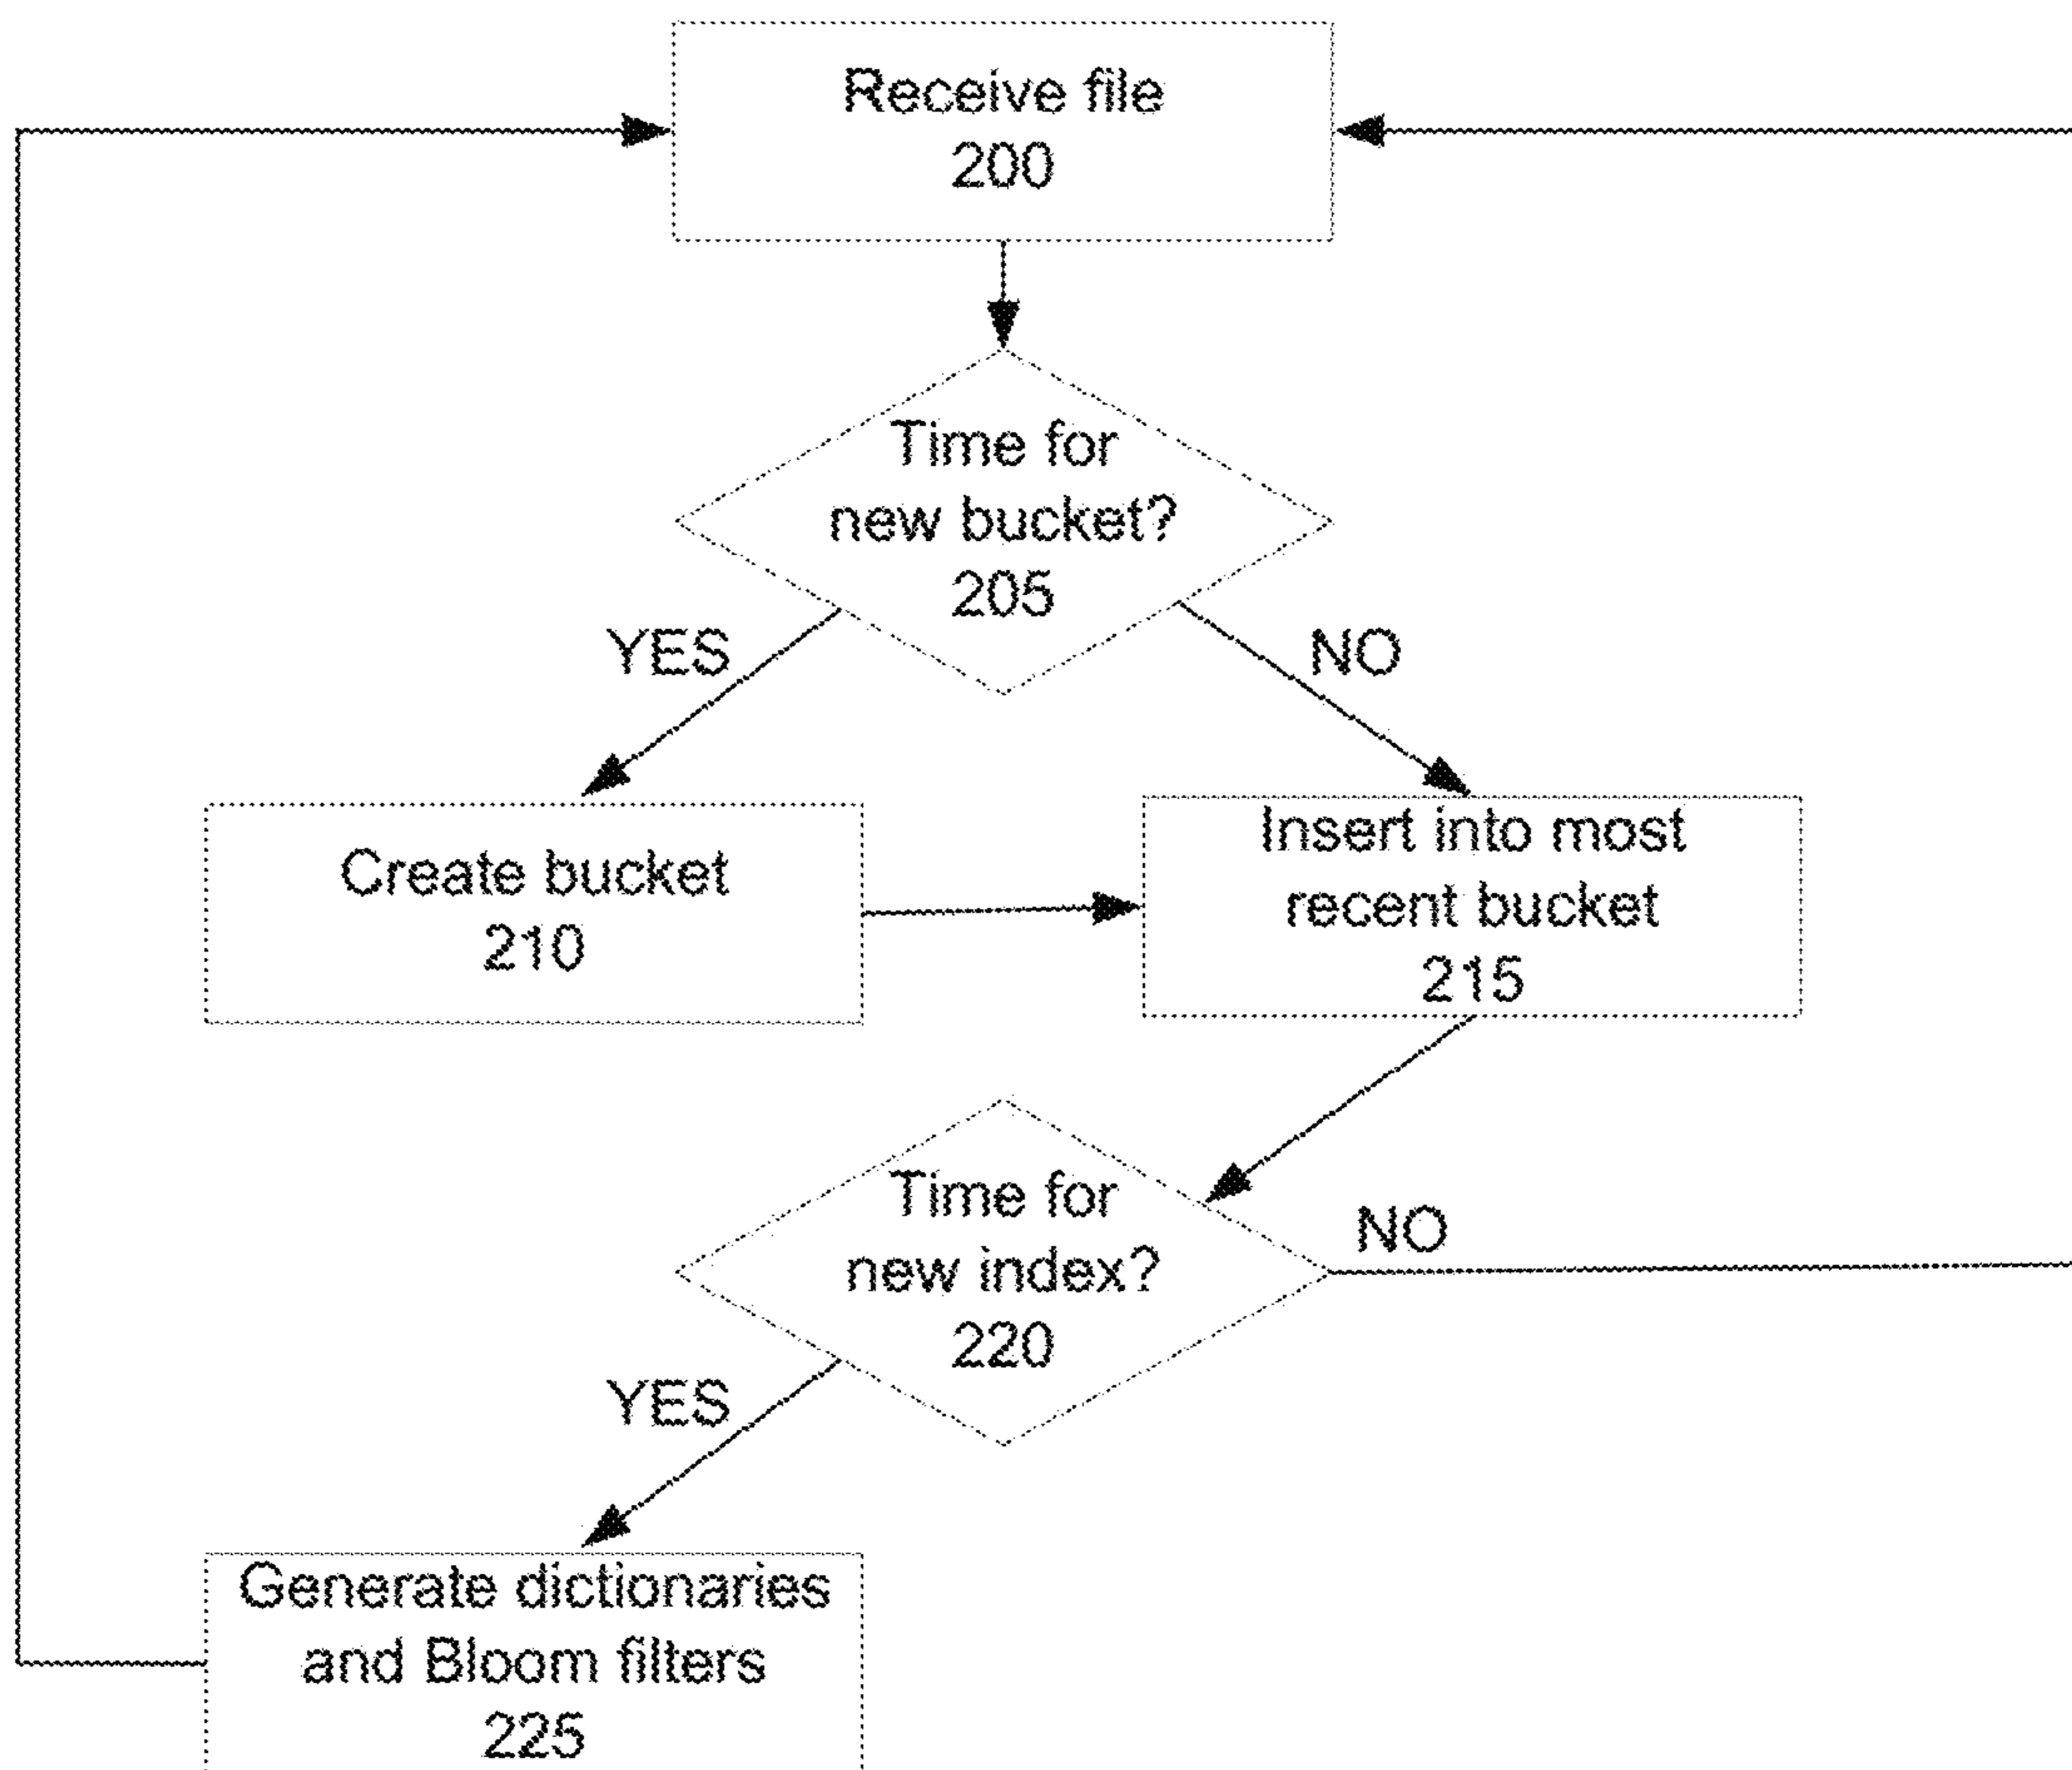 Receive file
200
Time for
new bucket?
205
YES
NO
Create bucket
210
Insert into most
recent bucket
215
Time for
new index?
220
NO
YES
Generate dictionaries
and Bloom filters
225